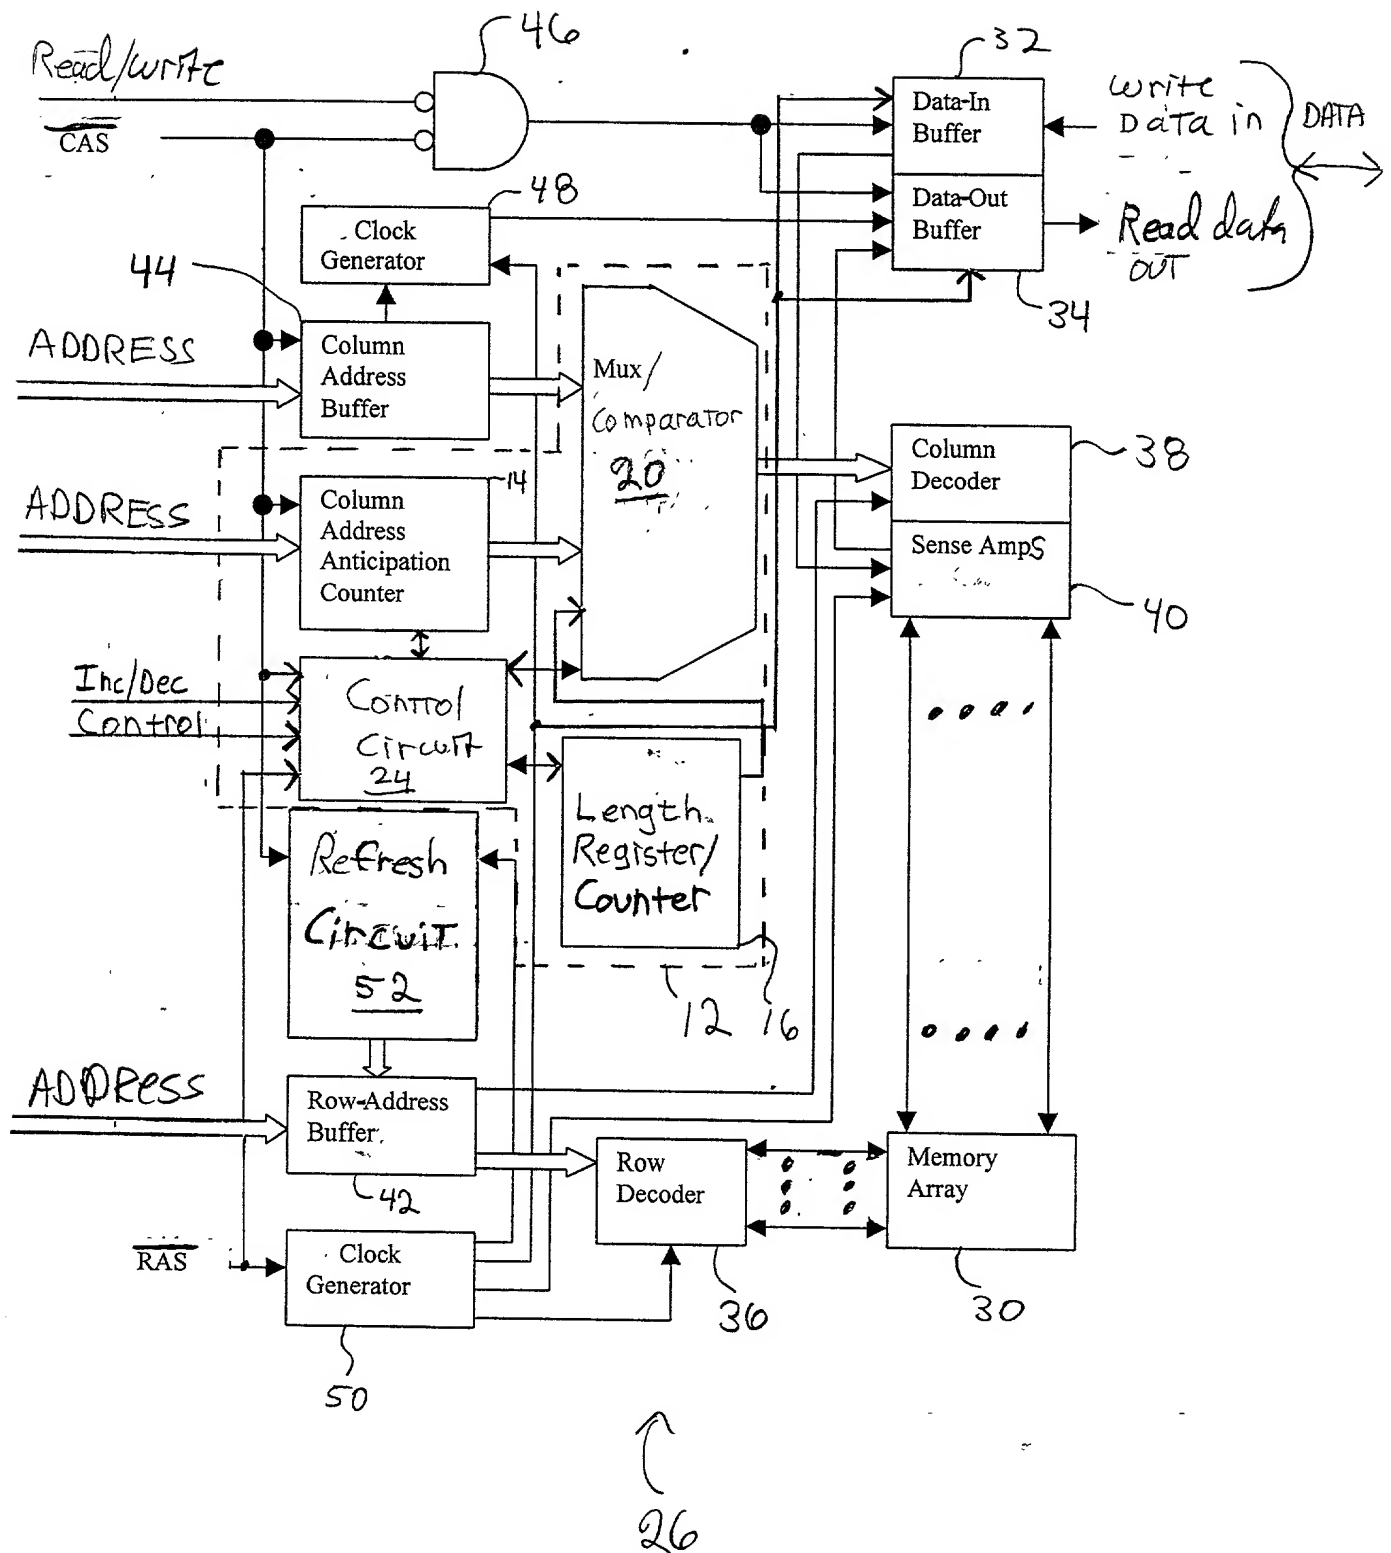 46
32
Read/write
CAS
Data-In
Buffer
write
Data in
DATA
48
Data-Out
Buffer
Read data
OUT
Clock
Generator
44
34
ADDRESS
Column
Address
Buffer
Mux/
Comparator
20
38
Column
Decoder
14
ADDRESS
Column
Address
Anticipation
Counter
Sense AmpS
40
Inc/Dec
Control
Control
Circuit
24
Length
Register/
Counter
Refresh
Circuit
52
12
16
ADDRess
Row-Address
Buffer
42
Row
Decoder
Memory
Array
RAS
Clock
Generator
36
30
50
26